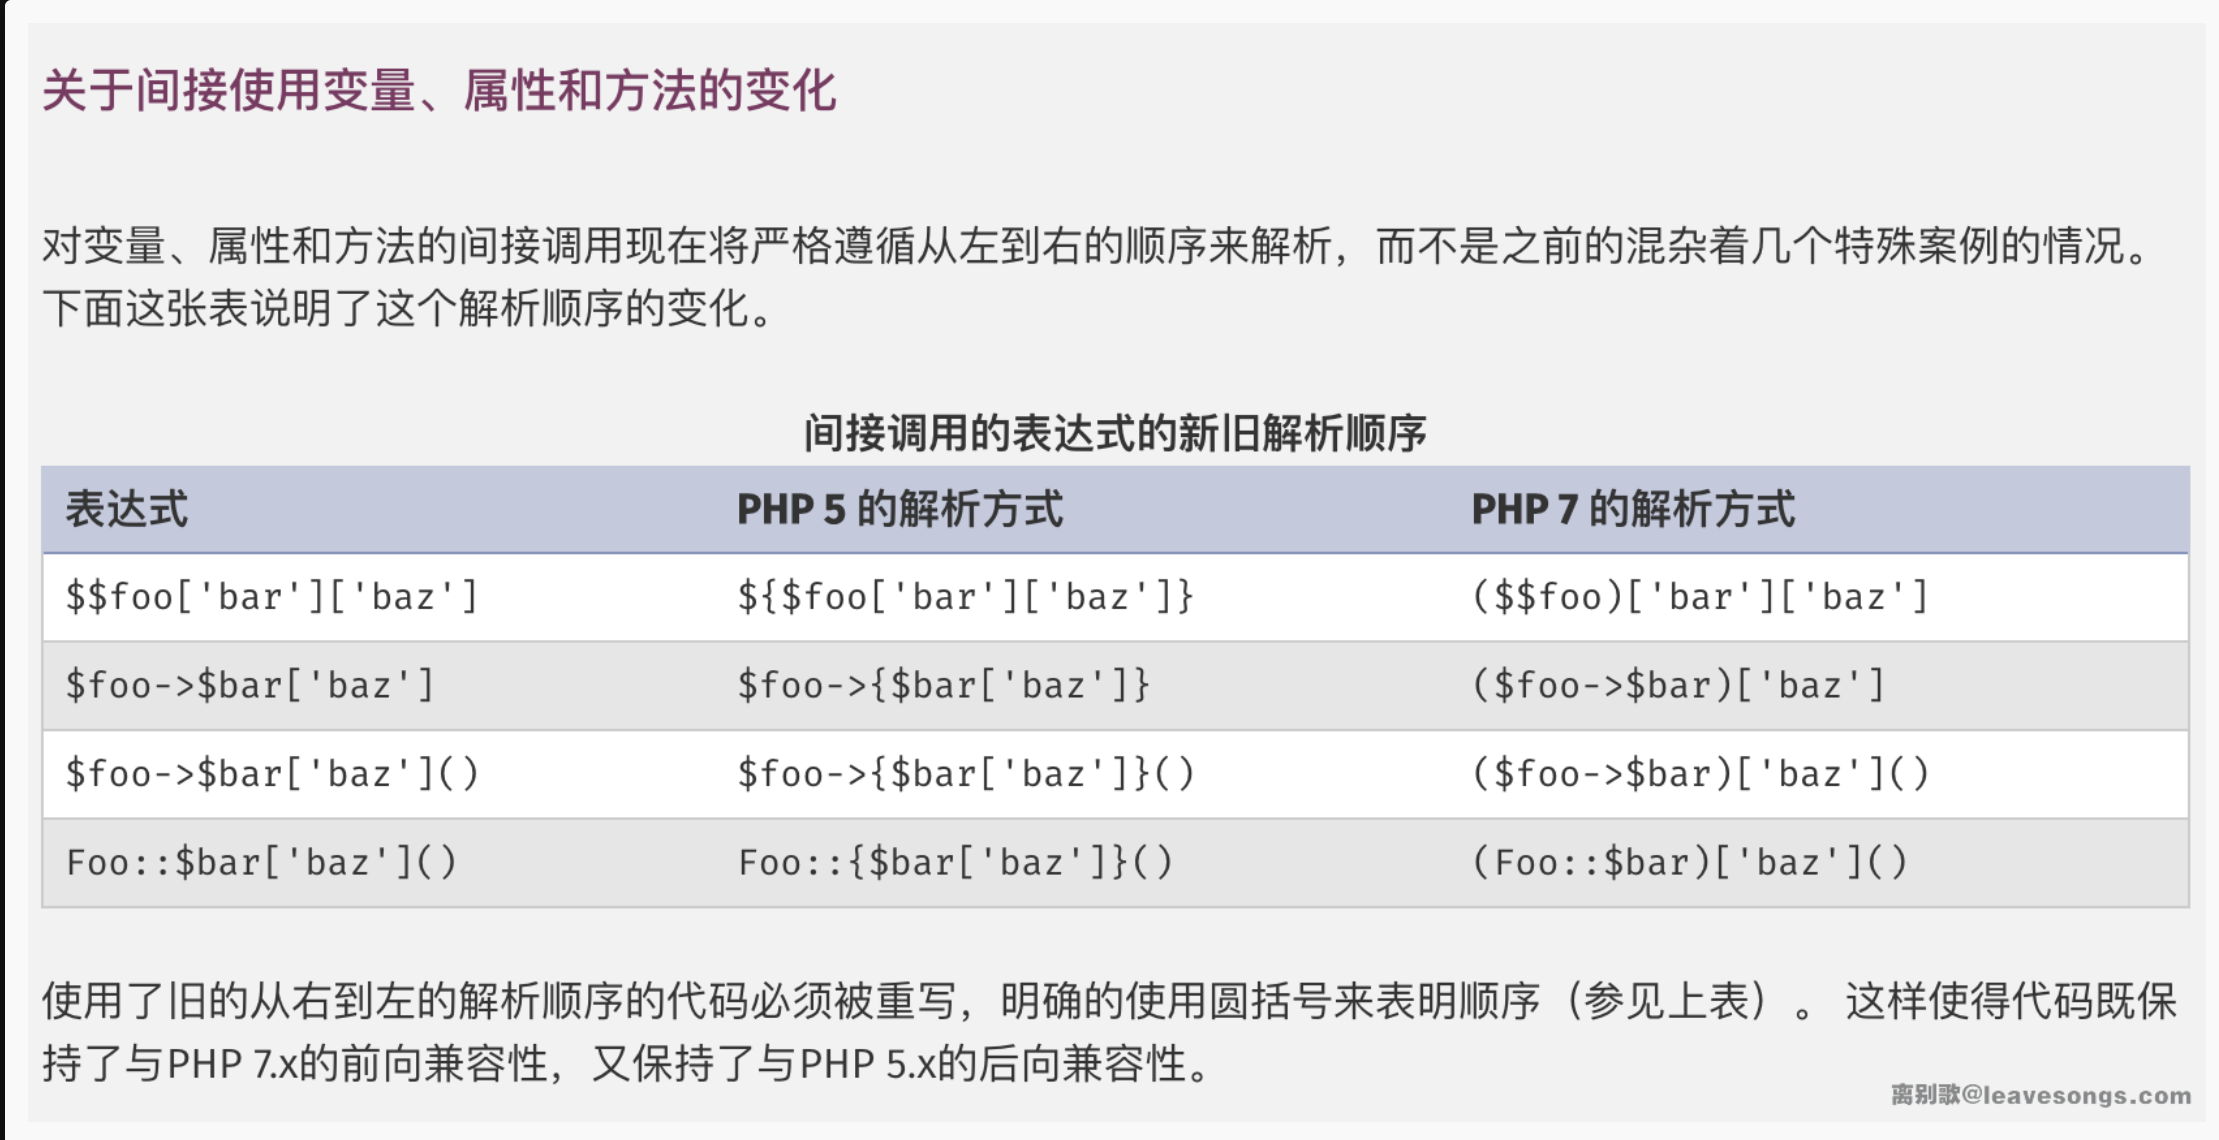 关于间接使用变量、属性和方法的变化
对变量、属性和方法的间接调用现在将严格遵循从左到右的顺序来解析，而不是之前的混杂着几个特殊案例的情况。
下面这张表说明了这个解析顺序的变化。
间接调用的表达式的新旧解析顺序
表达式 PHP 5 的解析方式 PHP 7 的解析方式
$$foo['bar']['baz'] ${$foo['bar']['baz']} ($$foo)['bar']['baz']
$foo->$bar['baz'] $foo->{$bar['baz']} ($foo->$bar)['baz']
$foo->$bar['baz']() $foo->{$bar['baz']}() ($foo->$bar)['baz']()
Foo::$bar['baz']() Foo::{$bar['baz']}() (Foo::$bar)['baz']()
使用了旧的从右到左的解析顺序的代码必须被重写，明确的使用圆括号来表明顺序（参见上表）。 这样使得代码既保
持了与PHP 7.x的前向兼容性，又保持了与PHP 5.x的后向兼容性。
离别歌@leavesongs.com